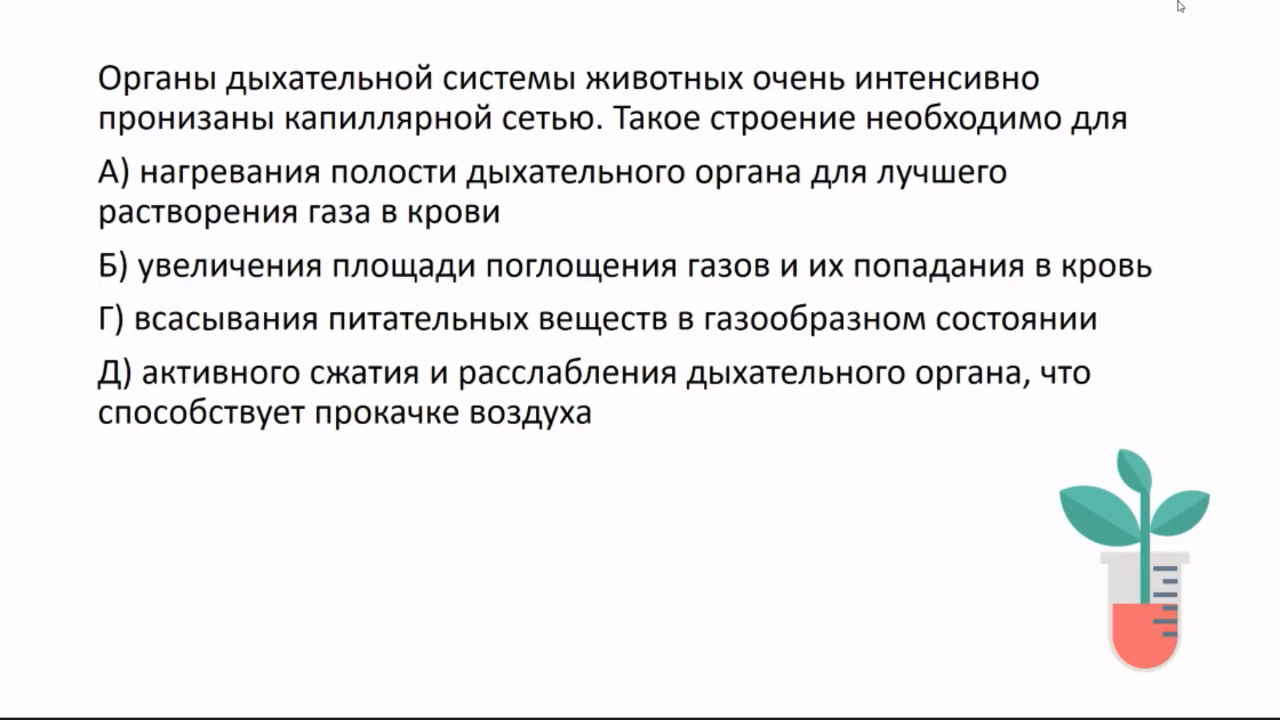 Органы дыхательной системы животных очень интенсивно
пронизаны капиллярной сетью. Такое строение необходимо для
А) нагревания полости дыхательного органа для лучшего
растворения газа в крови
Б) увеличения площади поглощения газов и их попадания в кровь
Г) всасывания питательных веществ в газообразном состоянии
Д) активного сжатия и расслабления дыхательного органа, что
способствует прокачке воздуха